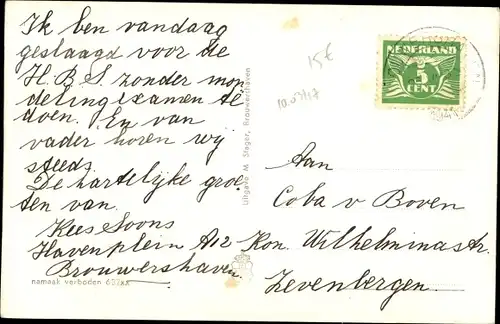 Ik ben vandaag
geslaagd voor de
H.B.S. zonder mon
delingexamen te
doen. En van
vader horen wij
steeds.
De hartelijke groe
ten van.
Kees Soons
Havenplein A12
Brouwershaven.
namaak verboden
Uitgave M. Slager, Brouwershaven
15€
NEDERLAND
5
CENT
Aan
Coba v Boven
Kon. Wilhelminastr.
Zevenbergen.